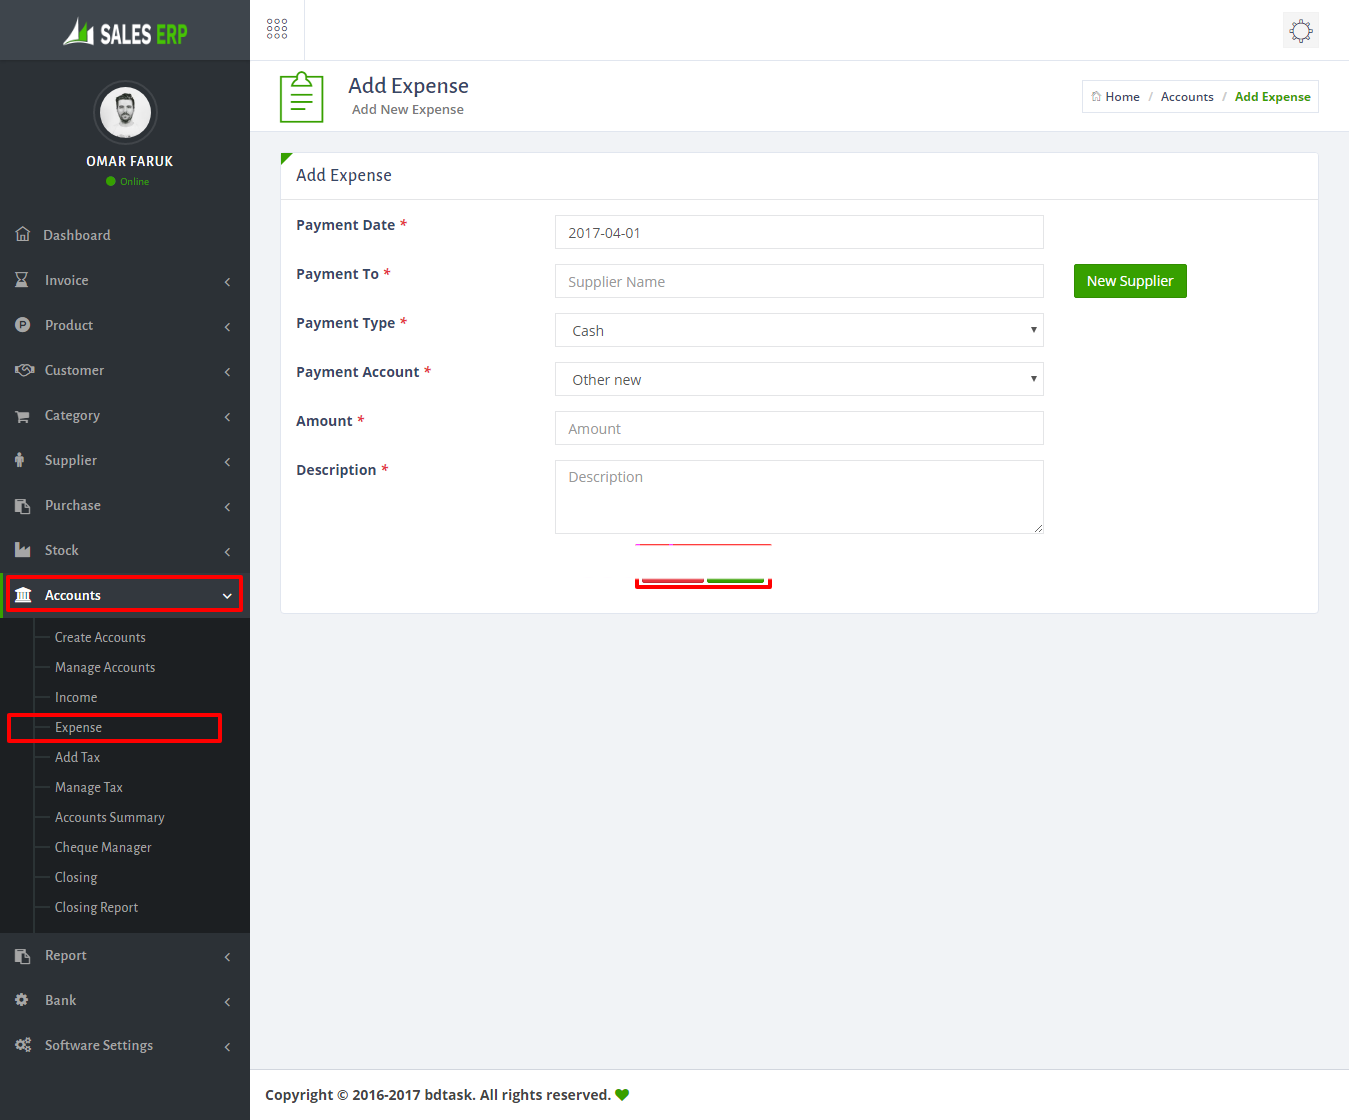 SALES ERP
OMAR FARUK
Online
Dashboard
Invoice
Product
Customer
Category
Supplier
Purchase
Stock
Accounts
Create Accounts
Manage Accounts
Income
Expense
Add Tax
Manage Tax
Accounts Summary
Cheque Manager
Closing
Closing Report
Report
Bank
Software Settings
Add Expense
Add New Expense
Home / Accounts / Add Expense
Add Expense
Payment Date *
2017-04-01
Payment To *
Supplier Name
New Supplier
Payment Type *
Cash
Payment Account *
Other new
Amount *
Amount
Description *
Description
Copyright © 2016-2017 bdtask. All rights reserved.